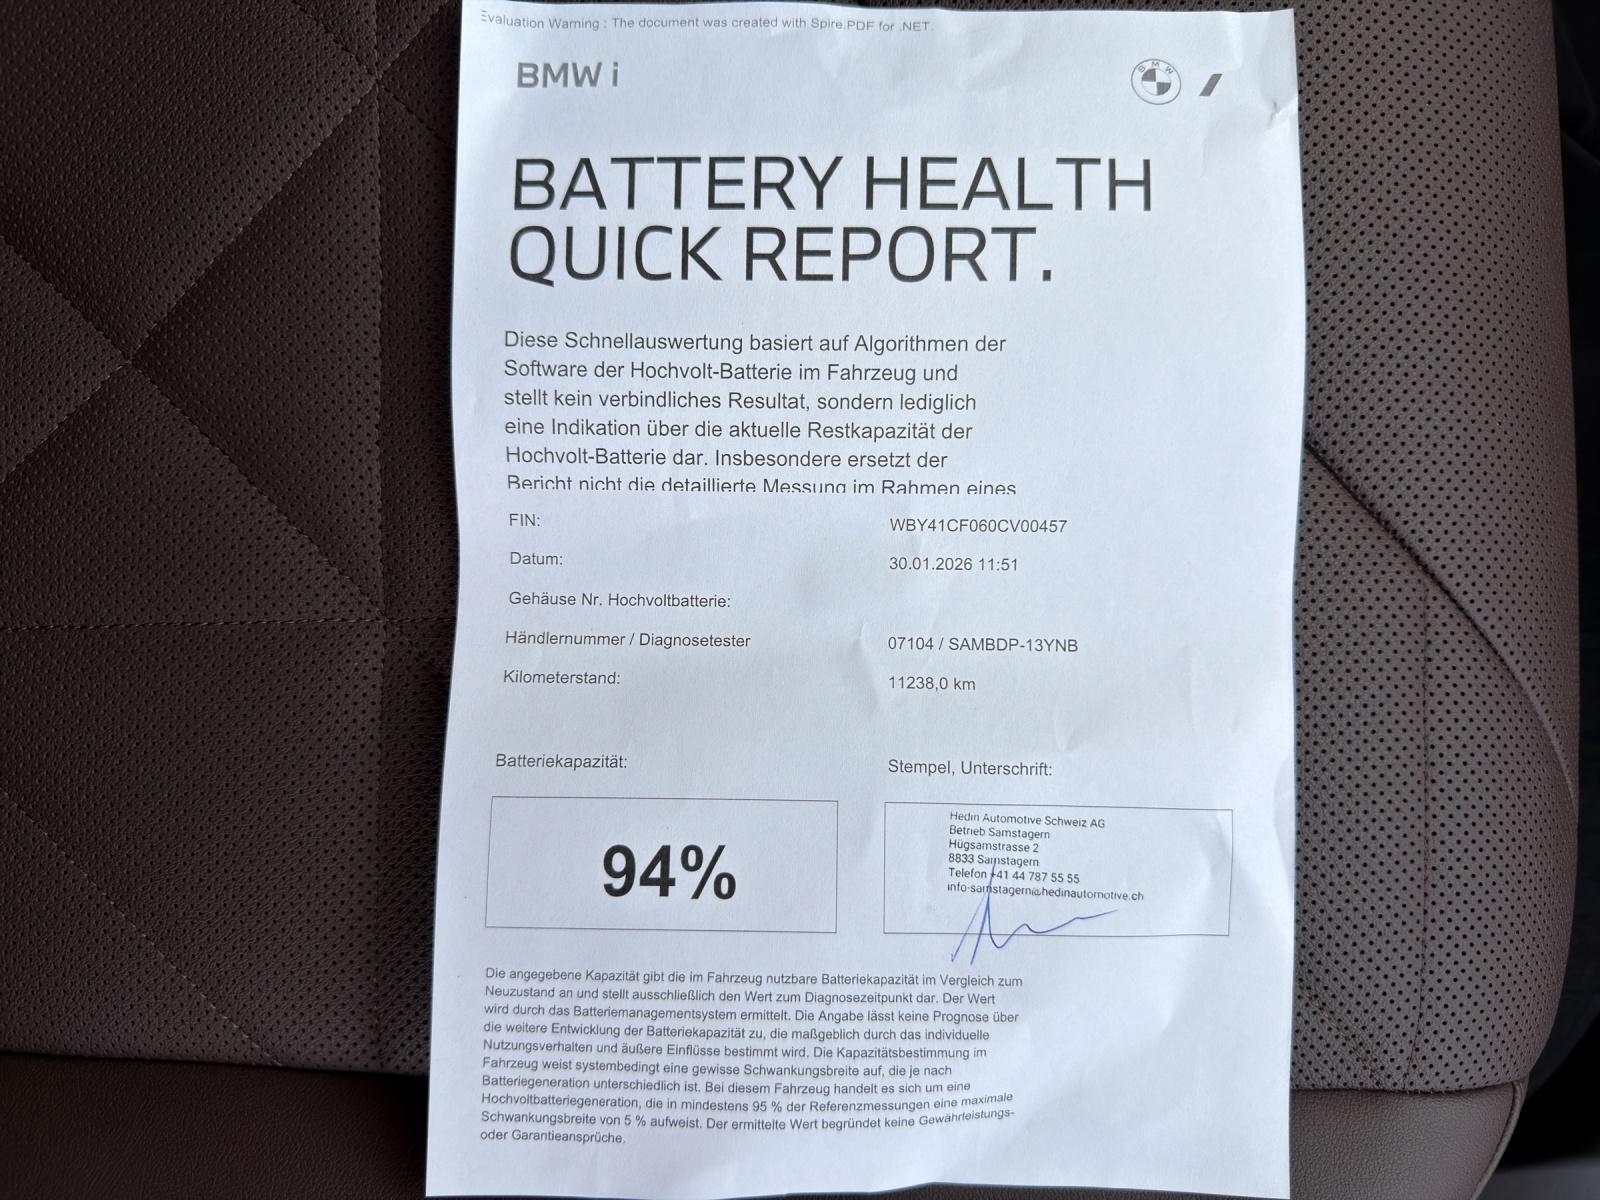 Evaluation Warning : The document was created with Spire.PDF for .NET.
BMW i
BMW
BATTERY HEALTH
QUICK REPORT.
Diese Schnellauswertung basiert auf Algorithmen der
Software der Hochvolt-Batterie im Fahrzeug und
stellt kein verbindliches Resultat, sondern lediglich
eine Indikation über die aktuelle Restkapazität der
Hochvolt-Batterie dar. Insbesondere ersetzt der
Bericht nicht die detaillierte Messung im Rahmen eines
FIN: WBY41CF060CV00457
Datum: 30.01.2026 11:51
Gehäuse Nr. Hochvoltbatterie:
Händlernummer / Diagnosetester 07104 / SAMBDP-13YNB
Kilometerstand: 11238,0 km
Batteriekapazität:
94%
Stempel, Unterschrift:
Hedin Automotive Schweiz AG
Betrieb Samstagern
Hügsamstrasse 2
8833 Samstagern
Telefon +41 44 787 55 55
info-samstagern@hedinautomotive.ch
Die angegebene Kapazität gibt die im Fahrzeug nutzbare Batteriekapazität im Vergleich zum
Neuzustand an und stellt ausschließlich den Wert zum Diagnosezeitpunkt dar. Der Wert
wird durch das Batteriemanagementsystem ermittelt. Die Angabe lässt keine Prognose über
die weitere Entwicklung der Batteriekapazität zu, die maßgeblich durch das individuelle
Nutzungsverhalten und äußere Einflüsse bestimmt wird. Die Kapazitätsbestimmung im
Fahrzeug weist systembedingt eine gewisse Schwankungsbreite auf, die je nach
Batteriegeneration unterschiedlich ist. Bei diesem Fahrzeug handelt es sich um eine
Hochvoltbatteriegeneration, die in mindestens 95 % der Referenzmessungen eine maximale
Schwankungsbreite von 5 % aufweist. Der ermittelte Wert begründet keine Gewährleistungs-
oder Garantieansprüche.